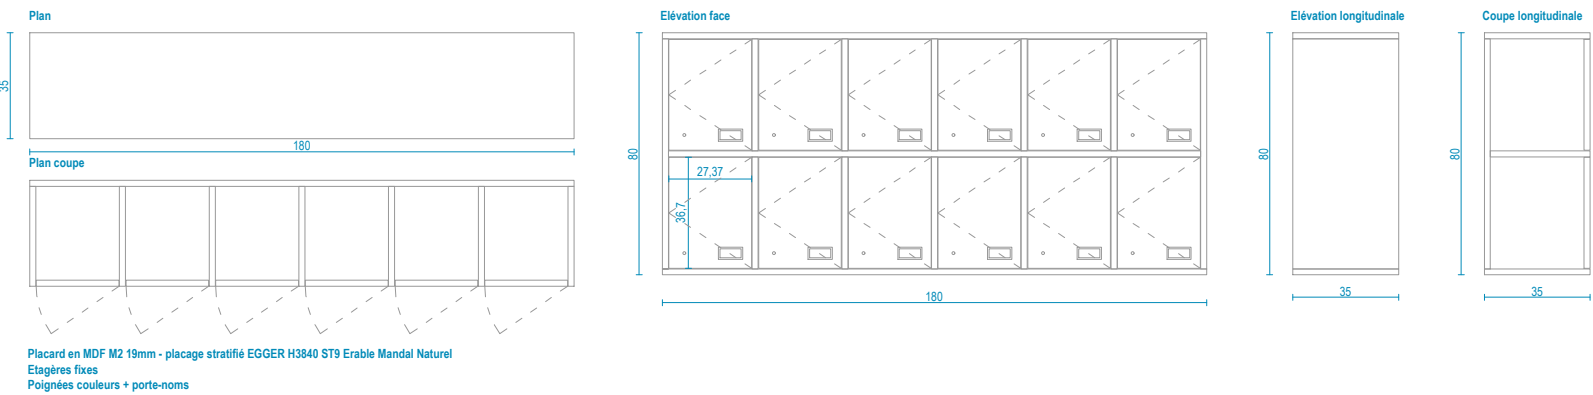 Plan
35
180
Plan coupe
Placard en MDF M2 19mm - placage stratifié EGGER H3840 ST9 Erable Mandal Naturel
Etagères fixes
Poignées couleurs + porte-noms
Elévation face
80
27,37
36,7
180
Elévation longitudinale
80
35
Coupe longitudinale
80
35